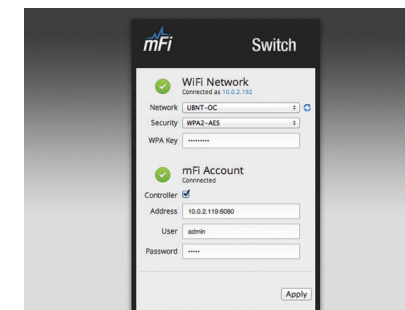 mFi Switch
WiFi Network
Connected as 10.0.2.192
Network UBNT-OC
Security WPA2-AES
WPA Key •••••••••
mFi Account
Connnected
Controller
Address 10.0.2.119:6080
User admin
Password •••••
Apply